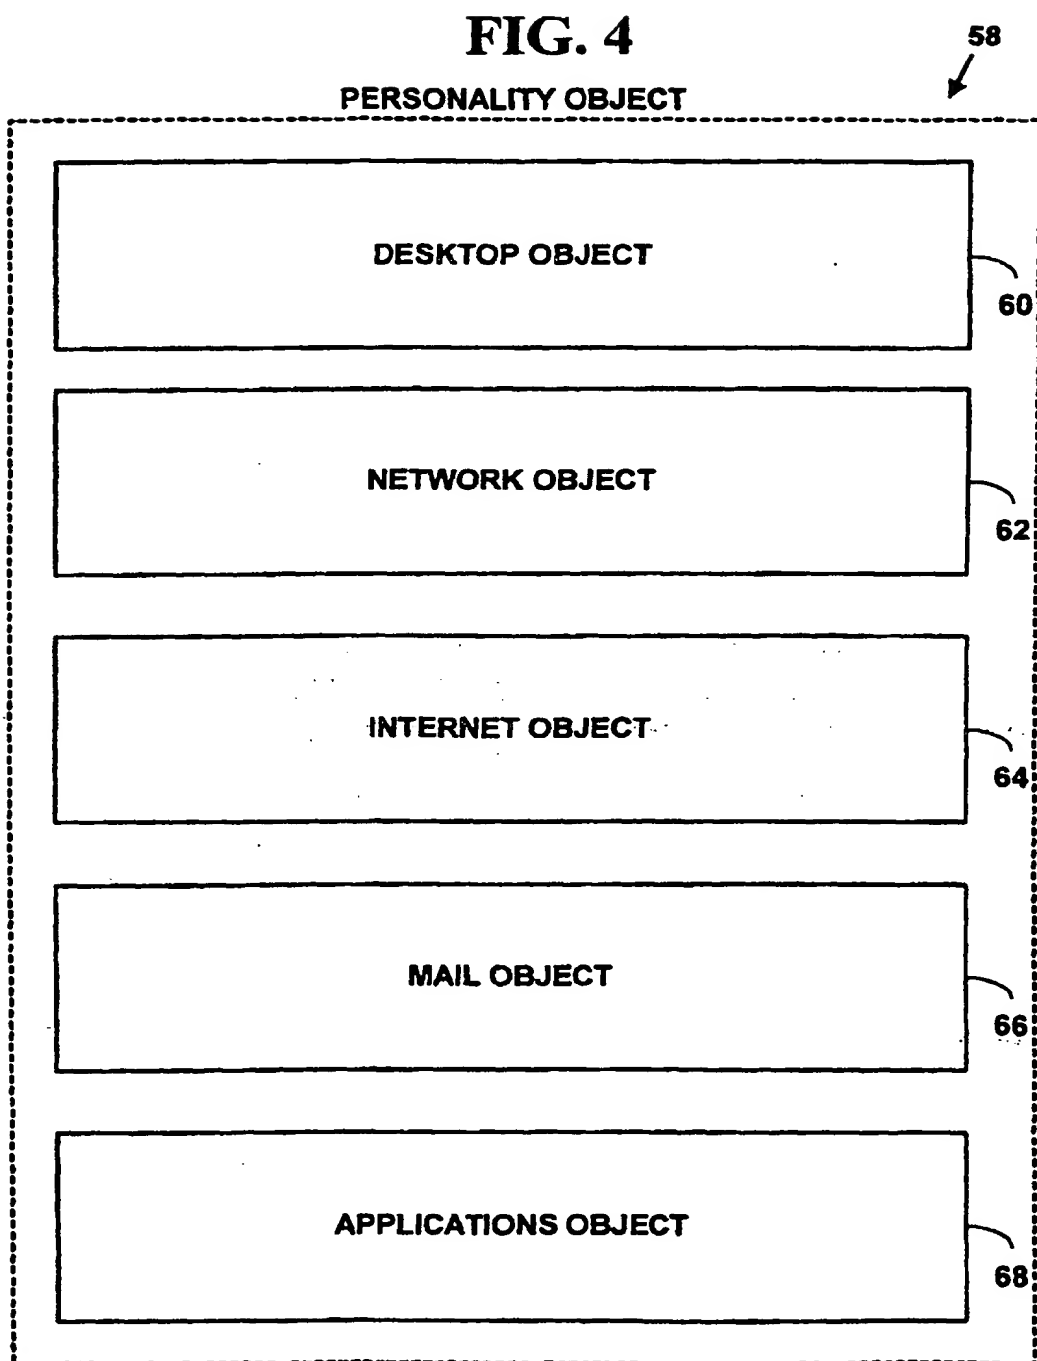 FIG. 4
58
PERSONALITY OBJECT
DESKTOP OBJECT
60
NETWORK OBJECT
62
INTERNET OBJECT
64
MAIL OBJECT
66
APPLICATIONS OBJECT
68